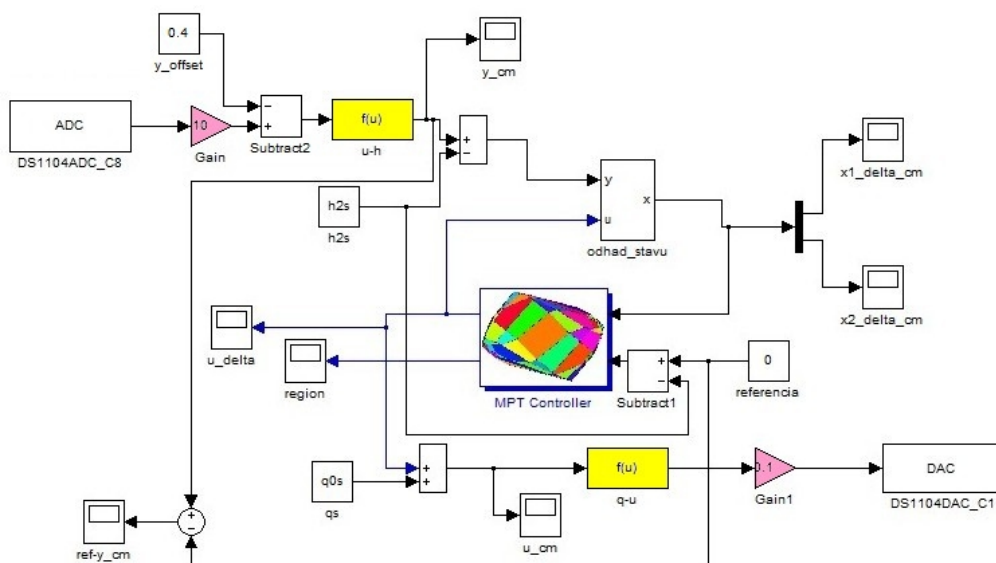 0.4
y_offset
y_cm
ADC
DS1104ADC_C8
10
Gain
-
+
Subtract2
f(u)
u-h
+
-
h2s
h2s
y
u
x
odhad_stavu
x1_delta_cm
x2_delta_cm
u_delta
region
MPT Controller
+
-
Subtract1
0
referencia
q0s
qs
+
+
u_cm
f(u)
q-u
0.1
Gain1
DAC
DS1104DAC_C1
+
-
ref-y_cm